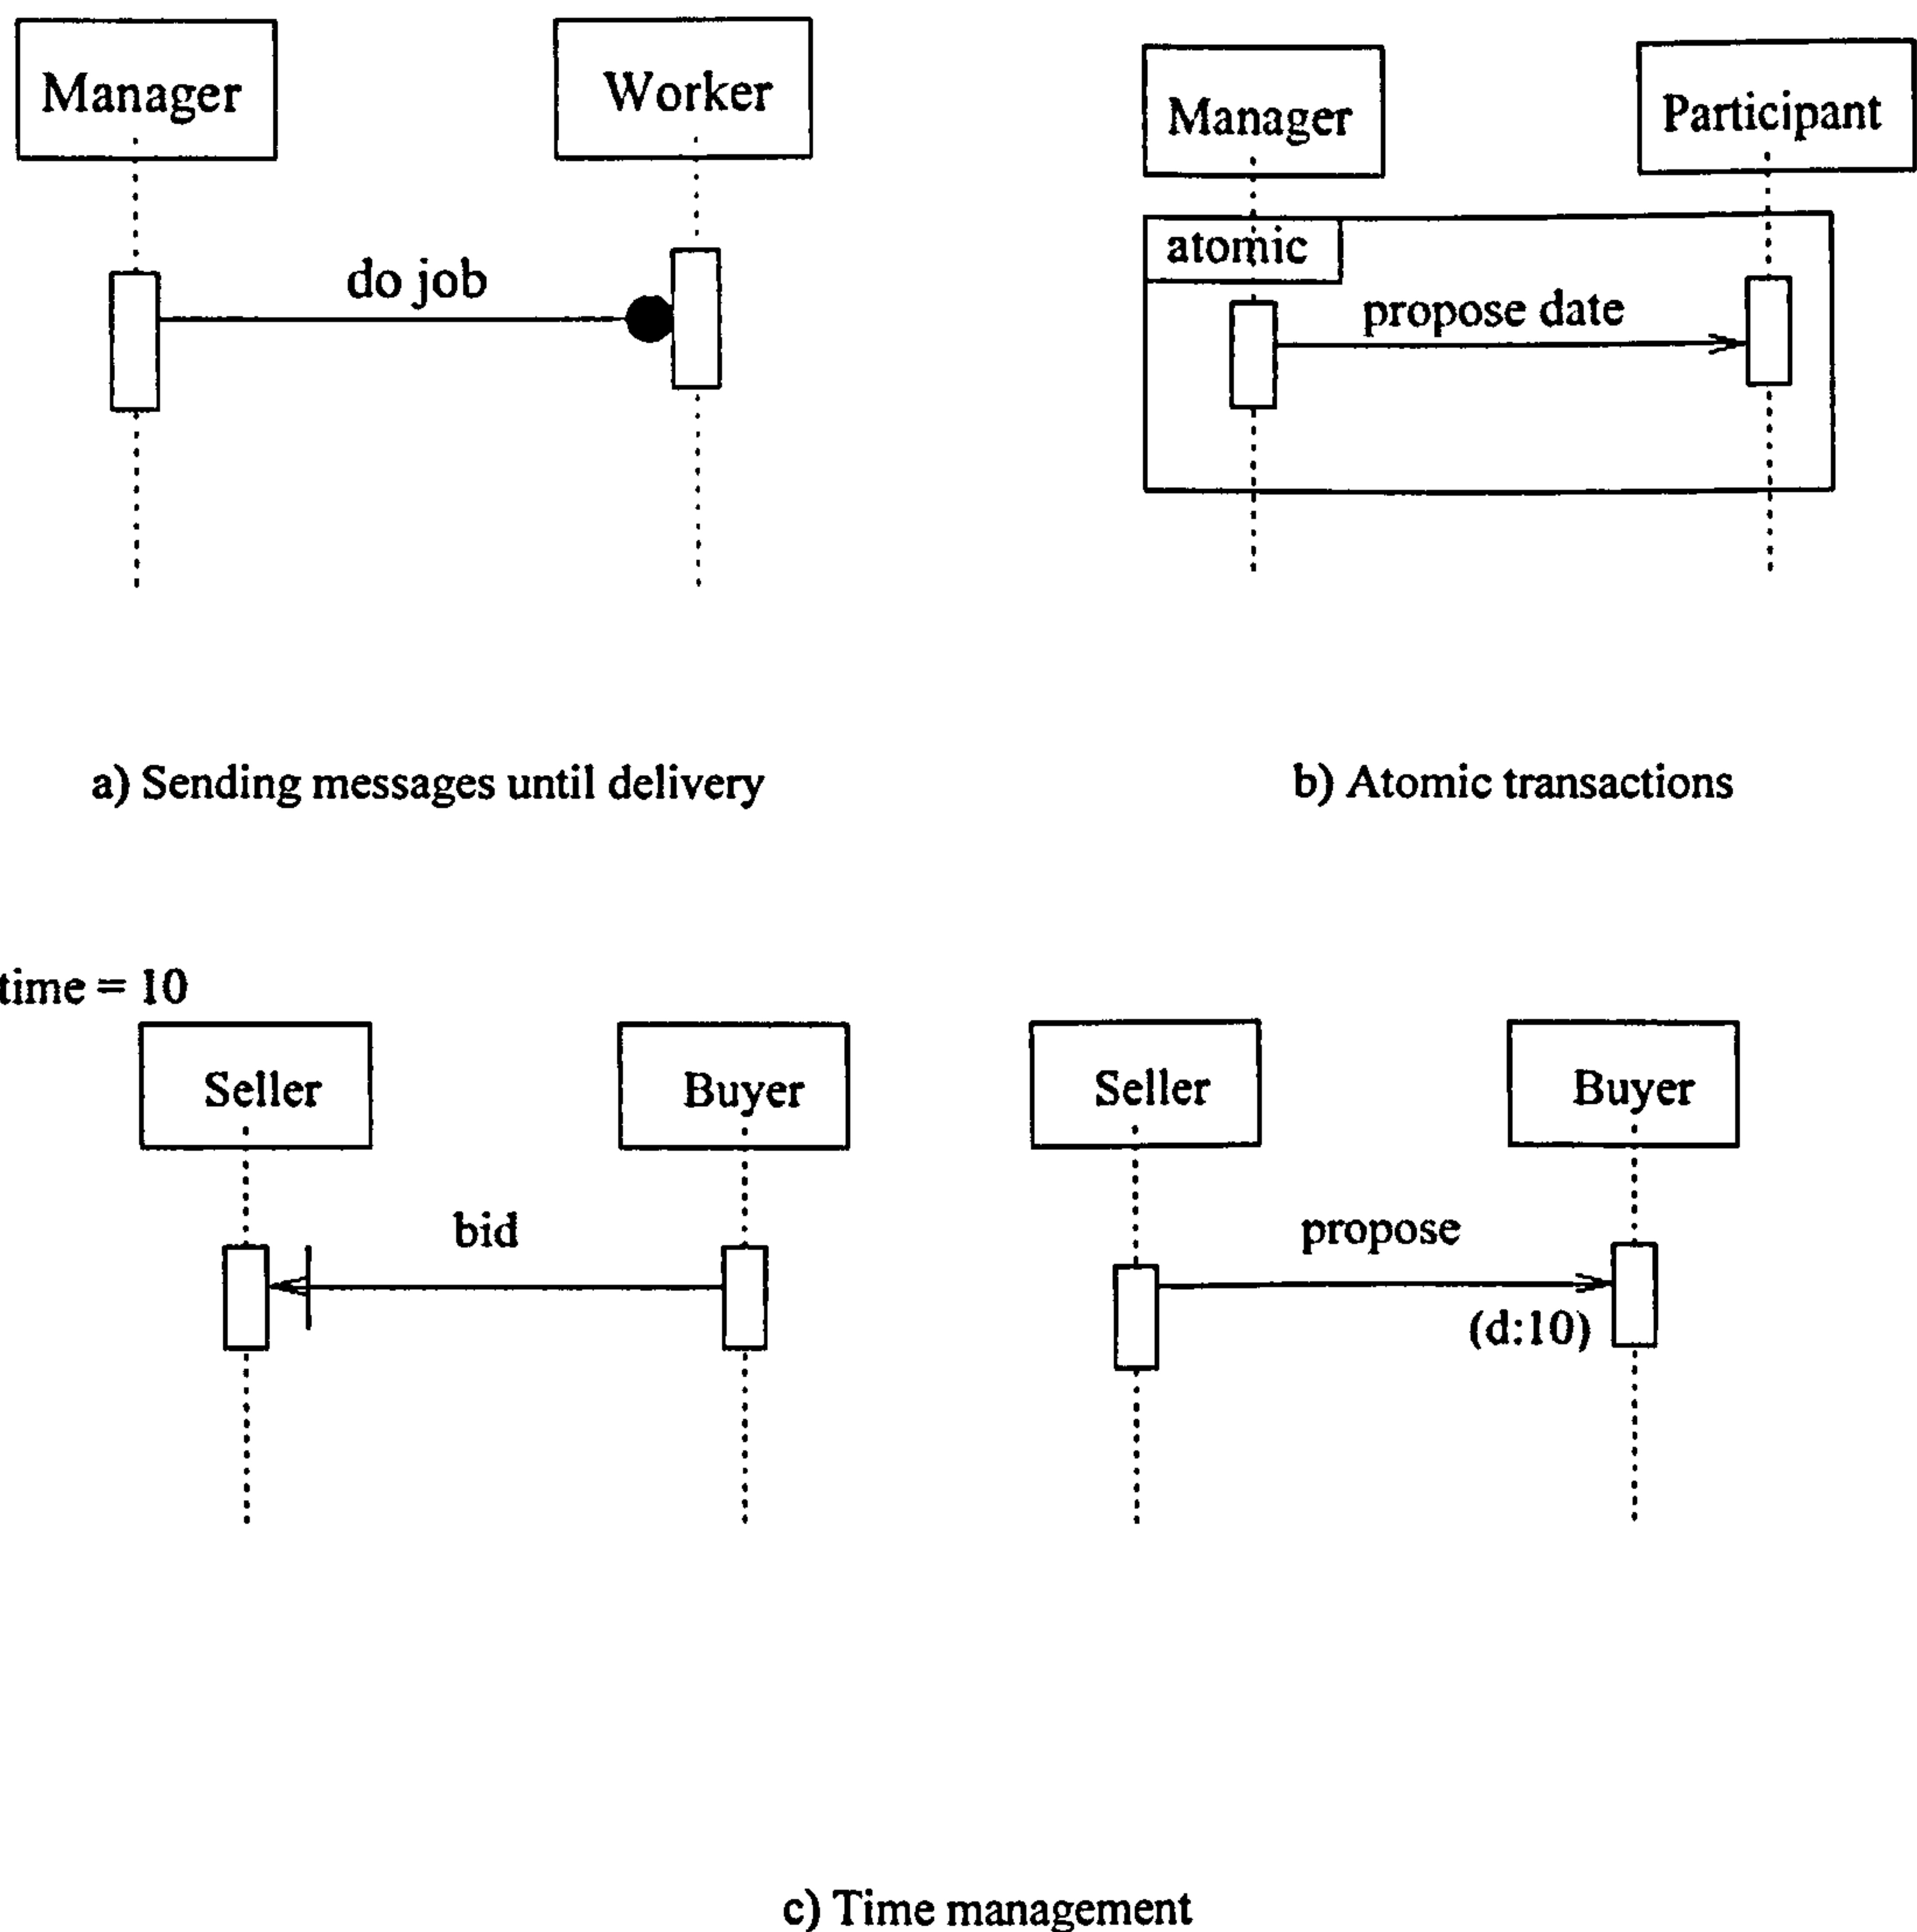 Manager
Worker
do job
a) Sending messages until delivery
Manager
Participant
atomic
propose date
b) Atomic transactions
time = 10
Seller
Buyer
bid
Seller
Buyer
propose
(d:10)
c) Time management